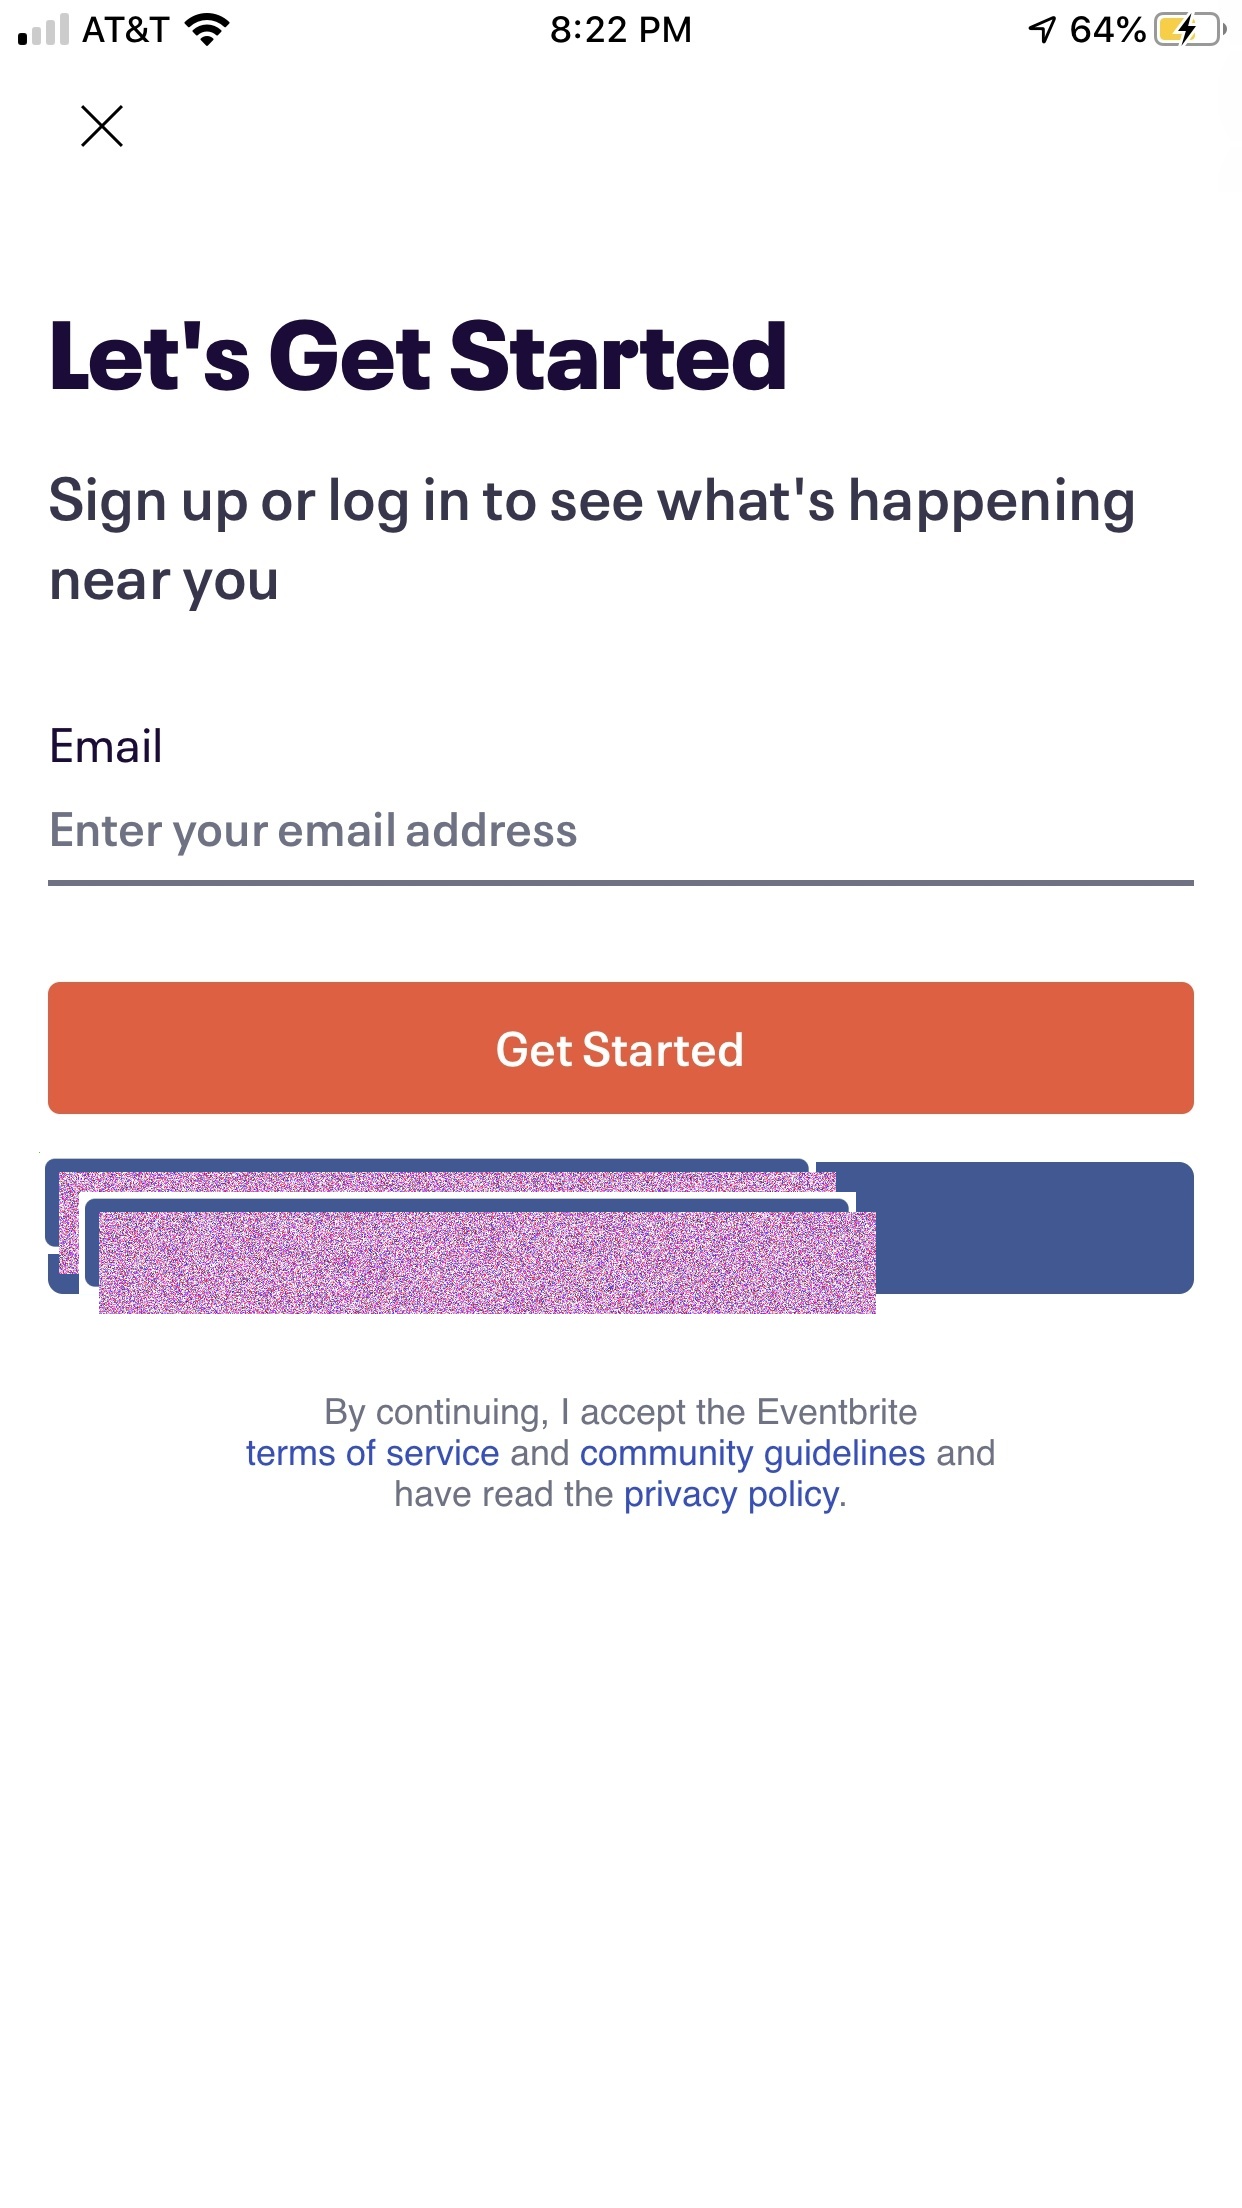 AT&T 8:22 PM 64%
Let's Get Started
Sign up or log in to see what's happening
near you
Email
Enter your email address
Get Started
By continuing, I accept the Eventbrite
terms of service and community guidelines and
have read the privacy policy.